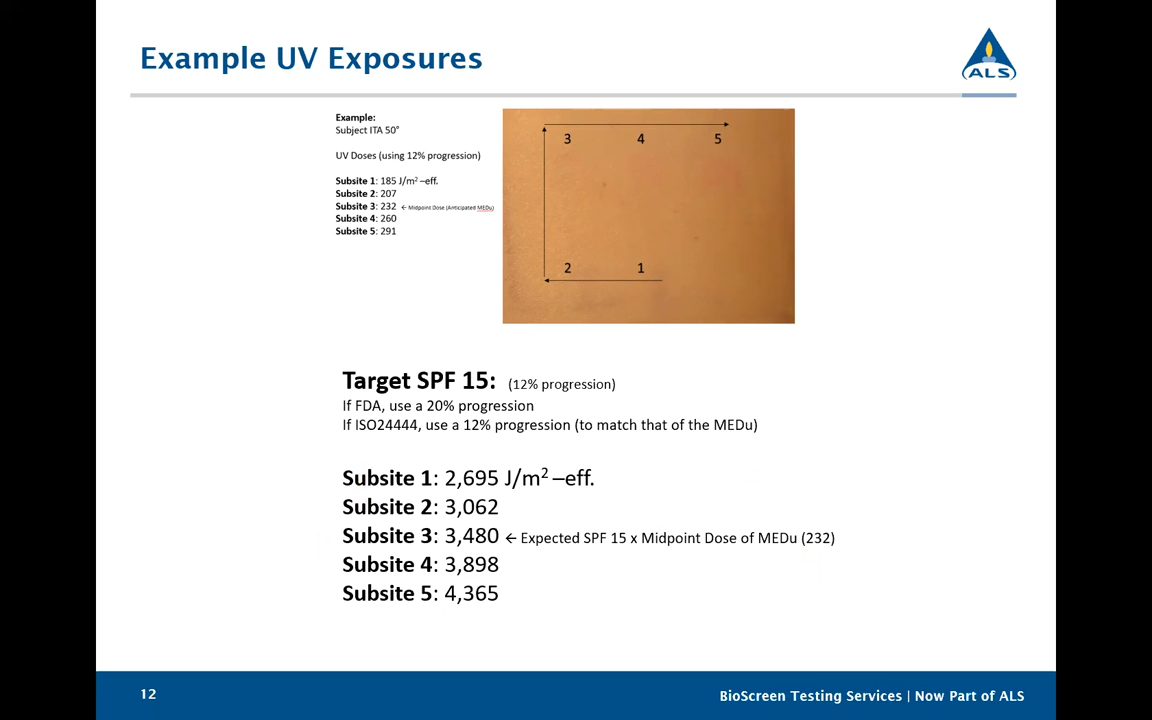 Example UV Exposures
ALS
Example:
Subject ITA 50°
UV Doses (using 12% progression)
Subsite 1: 185 J/m² –eff.
Subsite 2: 207
Subsite 3: 232 ← Midpoint Dose (Anticipated MEDu)
Subsite 4: 260
Subsite 5: 291
3 4 5
2 1
Target SPF 15: (12% progression)
If FDA, use a 20% progression
If ISO24444, use a 12% progression (to match that of the MEDu)
Subsite 1: 2,695 J/m² –eff.
Subsite 2: 3,062
Subsite 3: 3,480 ← Expected SPF 15 x Midpoint Dose of MEDu (232)
Subsite 4: 3,898
Subsite 5: 4,365
12
BioScreen Testing Services | Now Part of ALS